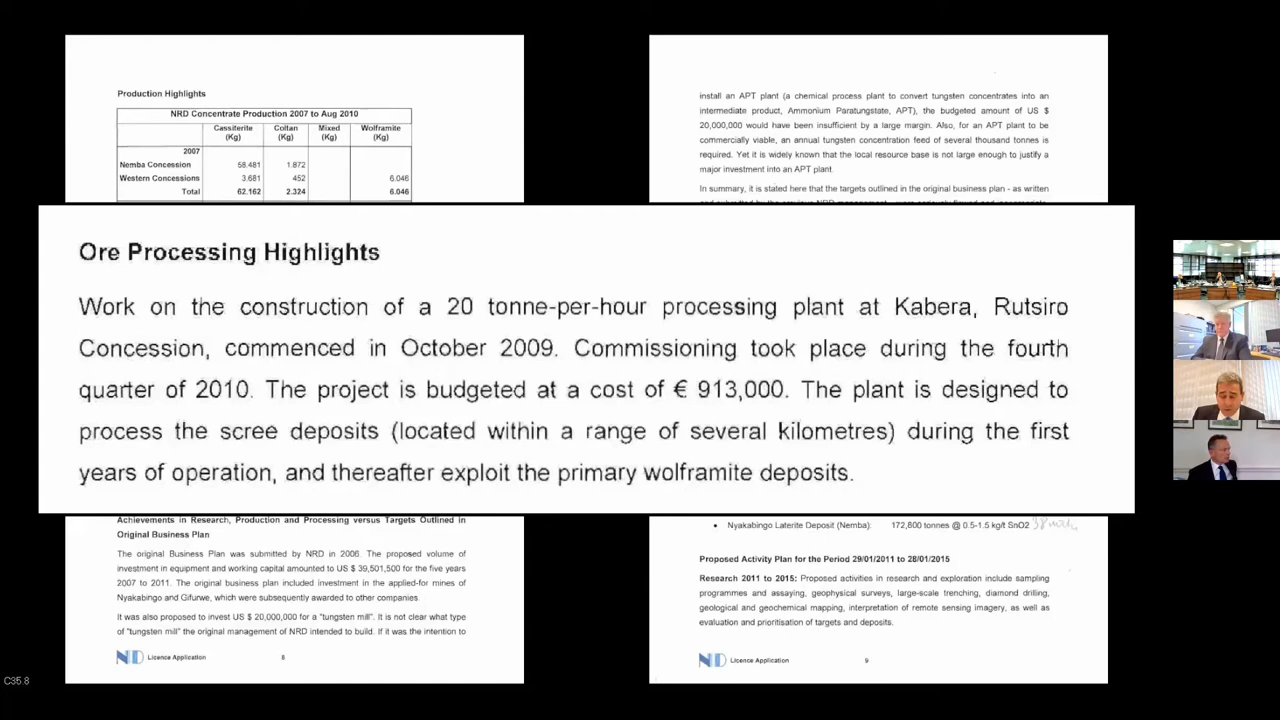 Production Highlights
NRD Concentrate Production 2007 to Aug 2010
Cassiterite (Kg) Coltan (Kg) Mixed (Kg) Wolframite (Kg)
2007
Nemba Concession 58.481 1.872
Western Concessions 3.681 452 6.046
Total 62.162 2.324 6.046
install an APT plant (a chemical process plant to convert tungsten concentrates into an
intermediate product, Ammonium Paratungstate, APT), the budgeted amount of US $
20,000,000 would have been insufficient by a large margin. Also, for an APT plant to be
commercially viable, an annual tungsten concentration feed of several thousand tonnes is
required. Yet it is widely known that the local resource base is not large enough to justify a
major investment into an APT plant.
In summary, it is stated here that the targets outlined in the original business plan - as written
Ore Processing Highlights
Work on the construction of a 20 tonne-per-hour processing plant at Kabera, Rutsiro
Concession, commenced in October 2009. Commissioning took place during the fourth
quarter of 2010. The project is budgeted at a cost of € 913,000. The plant is designed to
process the scree deposits (located within a range of several kilometres) during the first
years of operation, and thereafter exploit the primary wolframite deposits.
Achievements in Research, Production and Processing versus Targets Outlined in
Original Business Plan
The original Business Plan was submitted by NRD in 2006. The proposed volume of
investment in equipment and working capital amounted to US $ 39,501,500 for the five years
2007 to 2011. The original business plan included investment in the applied-for mines of
Nyakabingo and Gifurwe, which were subsequently awarded to other companies.
It was also proposed to invest US $ 20,000,000 for a "tungsten mill". It is not clear what type
of "tungsten mill" the original management of NRD intended to build. If it was the intention to
Licence Application 8
• Nyakabingo Laterite Deposit (Nemba): 172,800 tonnes @ 0.5-1.5 kg/t SnO2
Proposed Activity Plan for the Period 29/01/2011 to 28/01/2015
Research 2011 to 2015: Proposed activities in research and exploration include sampling
programmes and assaying, geophysical surveys, large-scale trenching, diamond drilling,
geological and geochemical mapping, interpretation of remote sensing imagery, as well as
evaluation and prioritisation of targets and deposits.
Licence Application 9
C35.8